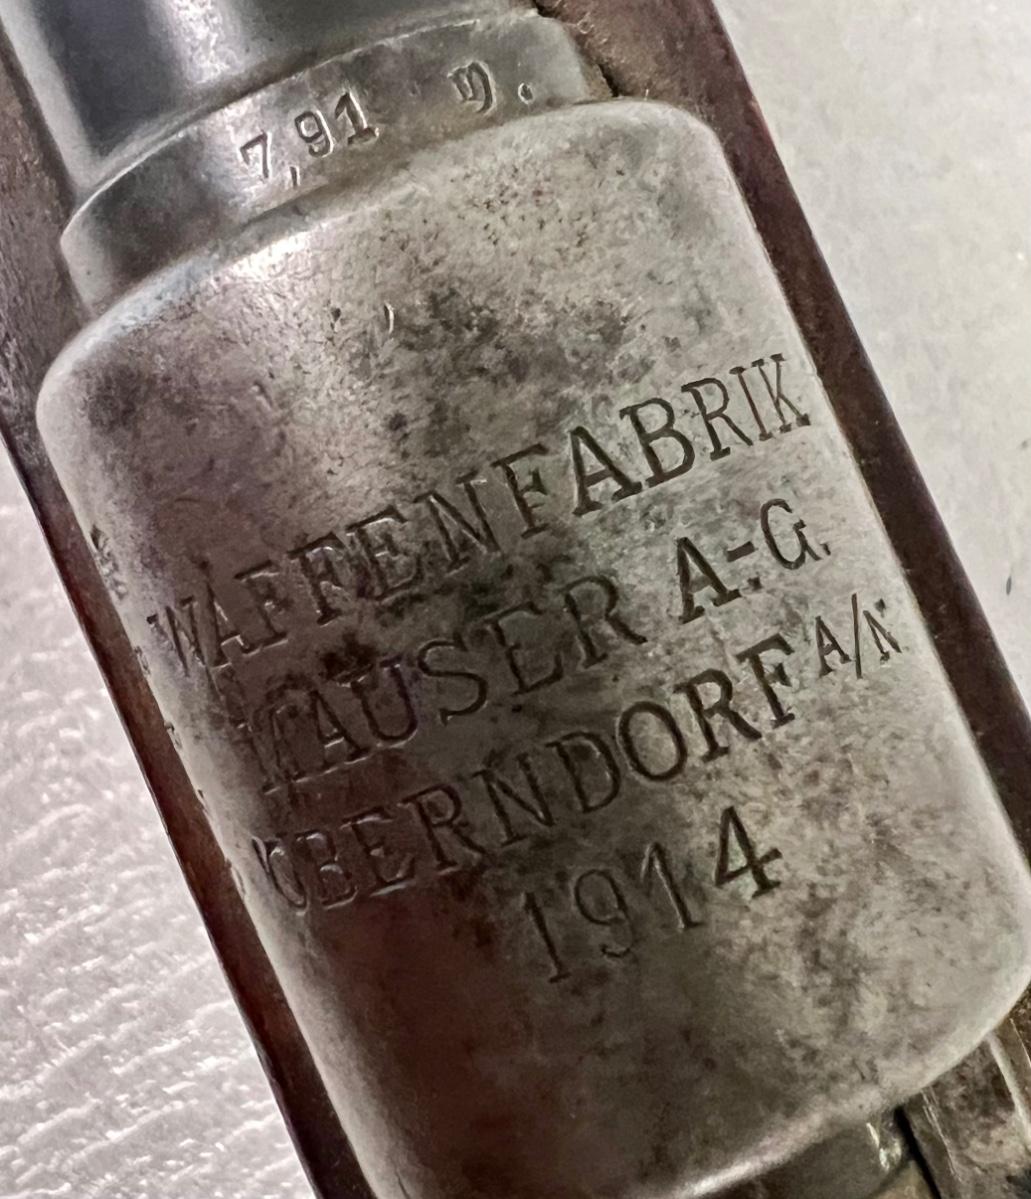 7,91
WAFFENFABRIK
MAUSER A-G.
OBERNDORF A/N.
1914